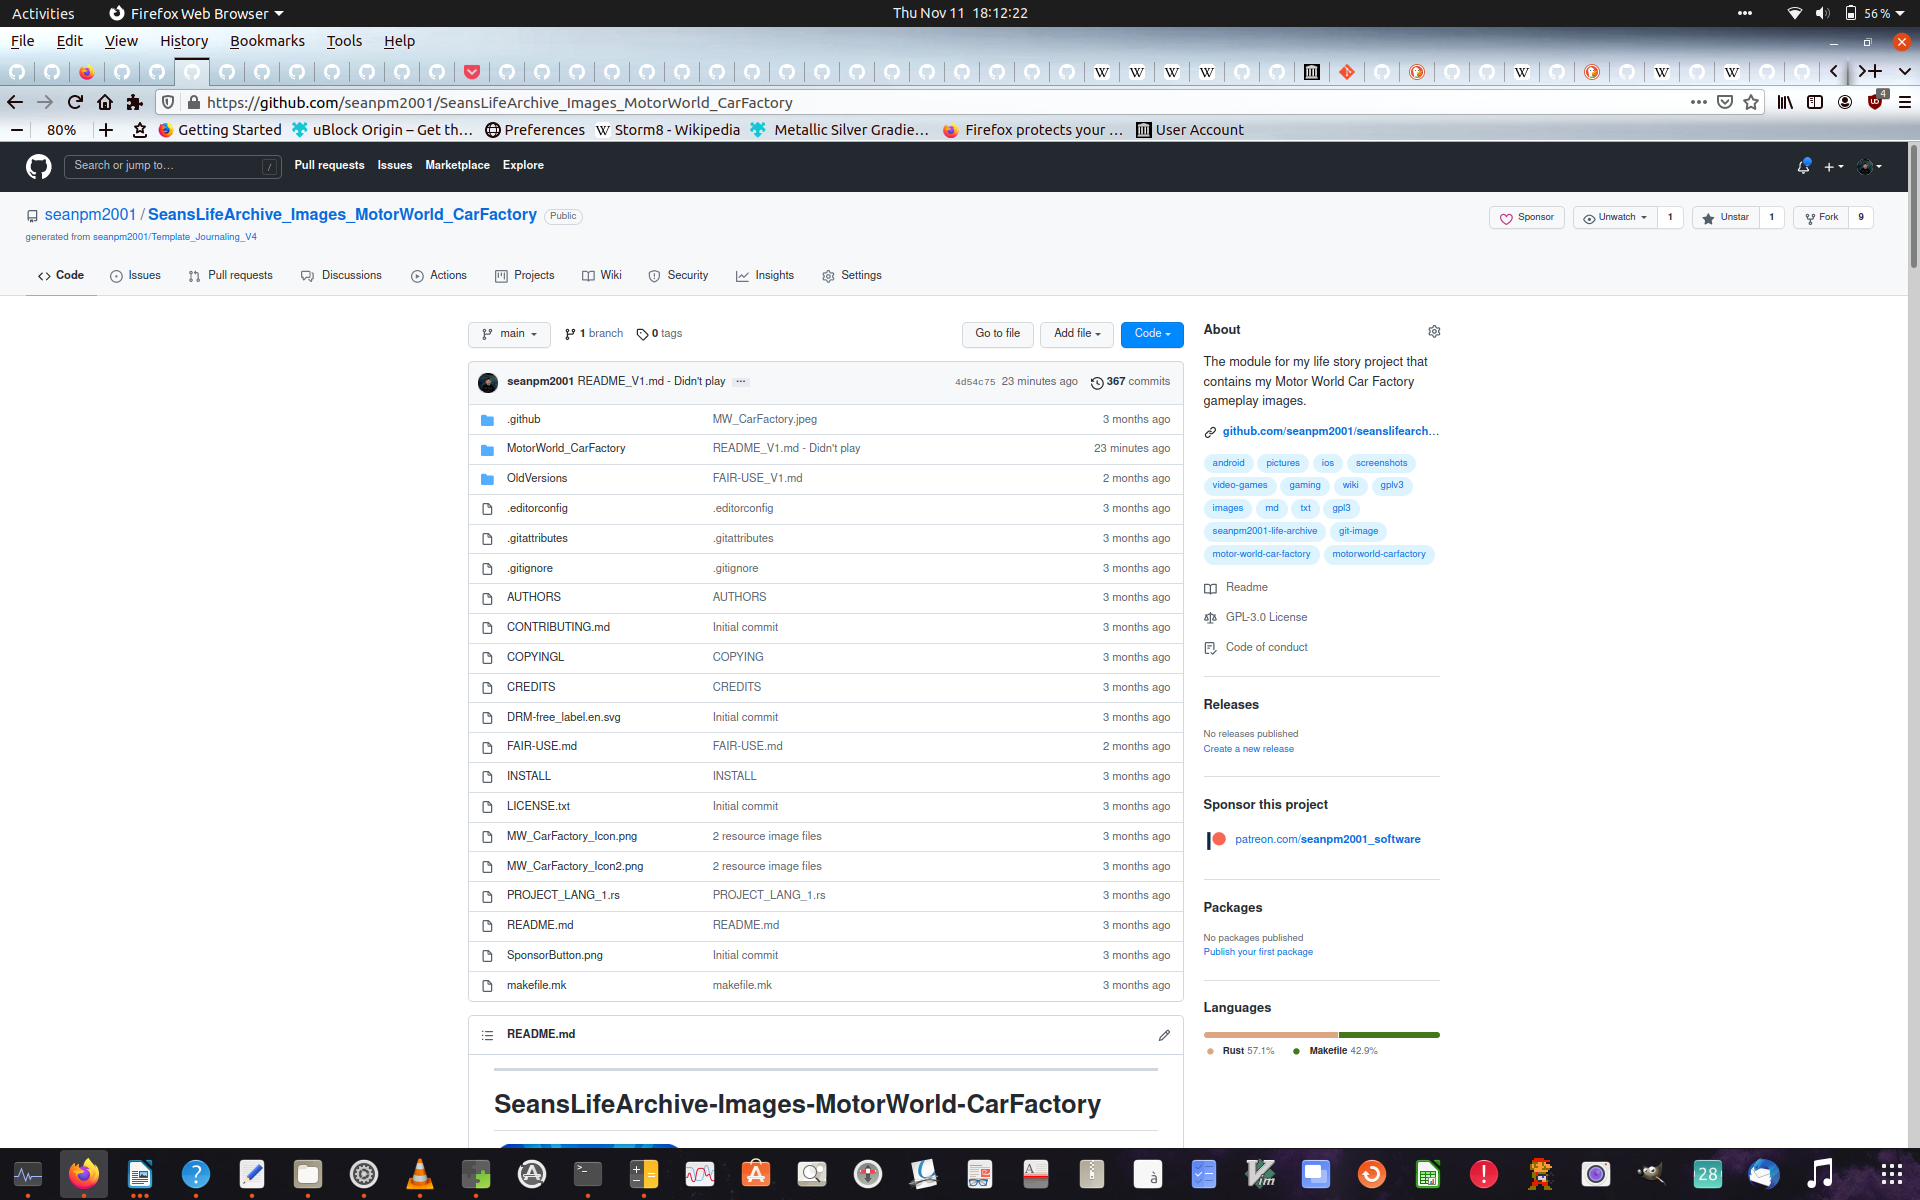 Activities Firefox Web Browser Thu Nov 11 18:12:22 56 %
File Edit View History Bookmarks Tools Help
https://github.com/seanpm2001/SeansLifeArchive_Images_MotorWorld_CarFactory 4
80% Getting Started uBlock Origin – Get th… Preferences Storm8 - Wikipedia Metallic Silver Gradie… Firefox protects your … User Account
Search or jump to… / Pull requests Issues Marketplace Explore
seanpm2001 / SeansLifeArchive_Images_MotorWorld_CarFactory Public Sponsor Unwatch 1 Unstar 1 Fork 9
generated from seanpm2001/Template_Journaling_V4
Code Issues Pull requests Discussions Actions Projects Wiki Security Insights Settings
main 1 branch 0 tags Go to file Add file Code
seanpm2001 README_V1.md - Didn't play ... 4d54c75 23 minutes ago 367 commits
.github MW_CarFactory.jpeg 3 months ago
MotorWorld_CarFactory README_V1.md - Didn't play 23 minutes ago
OldVersions FAIR-USE_V1.md 2 months ago
.editorconfig .editorconfig 3 months ago
.gitattributes .gitattributes 3 months ago
.gitignore .gitignore 3 months ago
AUTHORS AUTHORS 3 months ago
CONTRIBUTING.md Initial commit 3 months ago
COPYINGL COPYING 3 months ago
CREDITS CREDITS 3 months ago
DRM-free_label.en.svg Initial commit 3 months ago
FAIR-USE.md FAIR-USE.md 2 months ago
INSTALL INSTALL 3 months ago
LICENSE.txt Initial commit 3 months ago
MW_CarFactory_Icon.png 2 resource image files 3 months ago
MW_CarFactory_Icon2.png 2 resource image files 3 months ago
PROJECT_LANG_1.rs PROJECT_LANG_1.rs 3 months ago
README.md README.md 3 months ago
SponsorButton.png Initial commit 3 months ago
makefile.mk makefile.mk 3 months ago
README.md
SeansLifeArchive-Images-MotorWorld-CarFactory
About
The module for my life story project that
contains my Motor World Car Factory
gameplay images.
github.com/seanpm2001/seanslifearch…
android pictures ios screenshots
video-games gaming wiki gplv3
images md txt gpl3
seanpm2001-life-archive git-image
motor-world-car-factory motorworld-carfactory
Readme
GPL-3.0 License
Code of conduct
Releases
No releases published
Create a new release
Sponsor this project
patreon.com/seanpm2001_software
Packages
No packages published
Publish your first package
Languages
Rust 57.1% Makefile 42.9%
28